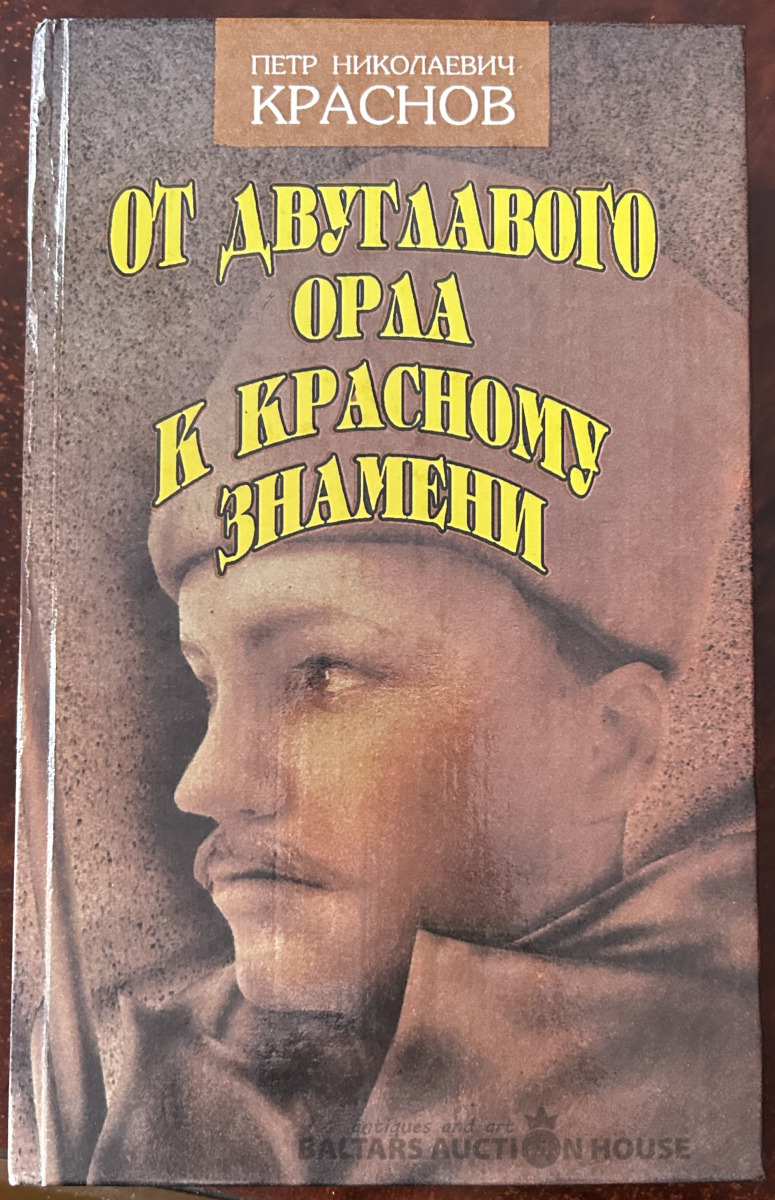 ПЕТР НИКОЛАЕВИЧ
КРАСНОВ
ОТ ДВУГЛАВОГО
ОРЛА
К КРАСНОМУ
ЗНАМЕНИ
antiques and art
BALTARS AUCTION HOUSE